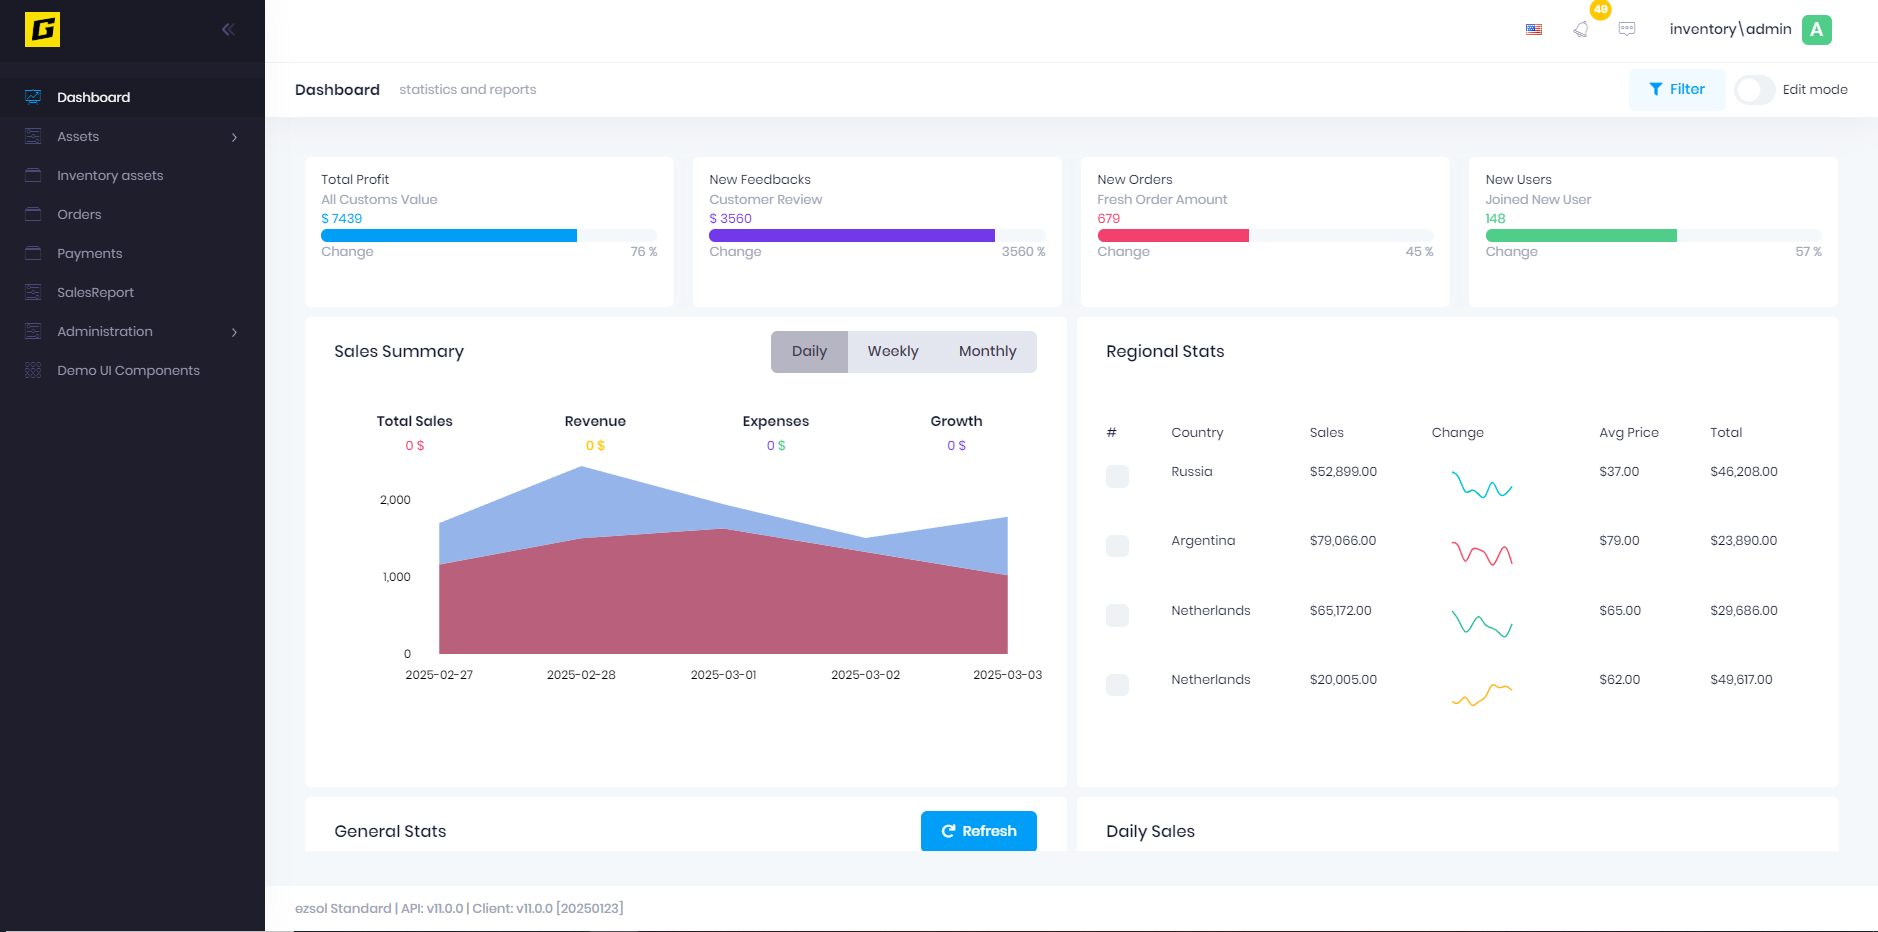 49
inventory\admin A
Dashboard
Assets
Inventory assets
Orders
Payments
SalesReport
Administration
Demo UI Components
Dashboard statistics and reports
Filter
Edit mode
Total Profit
All Customs Value
$ 7439
Change 76 %
New Feedbacks
Customer Review
$ 3560
Change 3560 %
New Orders
Fresh Order Amount
679
Change 45 %
New Users
Joined New User
148
Change 57 %
Sales Summary
Daily Weekly Monthly
Total Sales Revenue Expenses Growth
0 $ 0 $ 0 $ 0 $
2,000
1,000
0
2025-02-27 2025-02-28 2025-03-01 2025-03-02 2025-03-03
Regional Stats
# Country Sales Change Avg Price Total
Russia $52,899.00 $37.00 $46,208.00
Argentina $79,066.00 $79.00 $23,890.00
Netherlands $65,172.00 $65.00 $29,686.00
Netherlands $20,005.00 $62.00 $49,617.00
General Stats
Refresh
Daily Sales
ezsol Standard | API: v11.0.0 | Client: v11.0.0 [20250123]